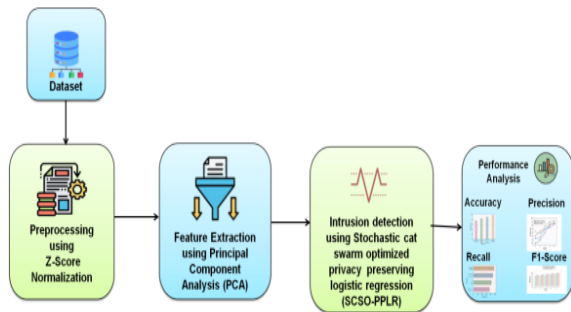 Dataset
Preprocessing
using
Z-Score
Normalization
Feature Extraction
using Principal
Component
Analysis (PCA)
Intrusion detection
using Stochastic cat
swarm optimized
privacy preserving
logistic regression
(SCSO-PPLR)
Performance
Analysis
Accuracy
Precision
Recall
F1-Score